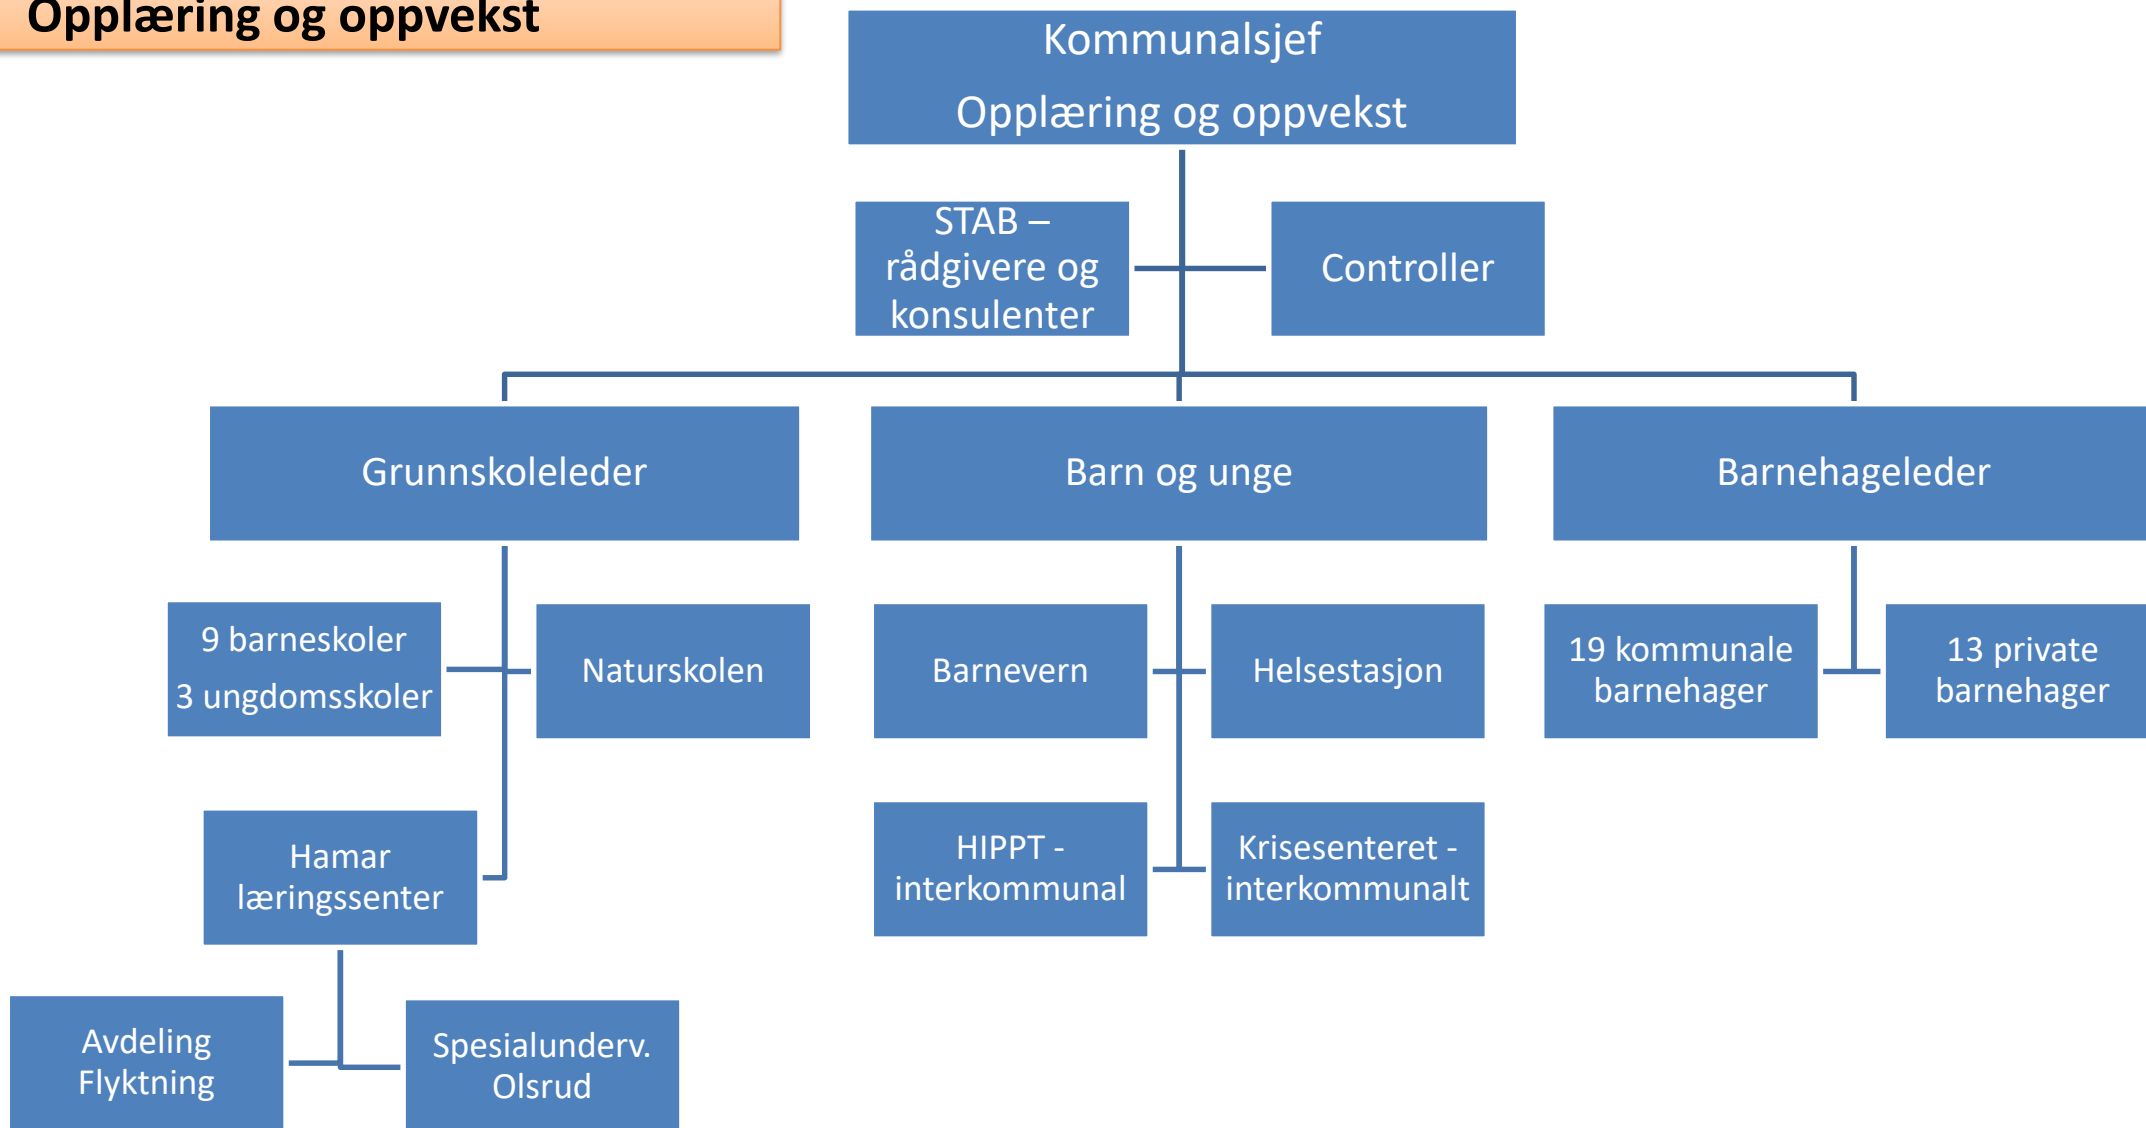 Opplæring og oppvekst
Kommunalsjef
Opplæring og oppvekst
STAB –
rådgivere og
konsulenter
Controller
Grunnskoleleder
Barn og unge
Barnehageleder
9 barneskoler
3 ungdomsskoler
Naturskolen
Barnevern
Helsestasjon
19 kommunale
barnehager
13 private
barnehager
Hamar
læringssenter
HIPPT -
interkommunal
Krisesenteret -
interkommunalt
Avdeling
Flyktning
Spesialunderv.
Olsrud